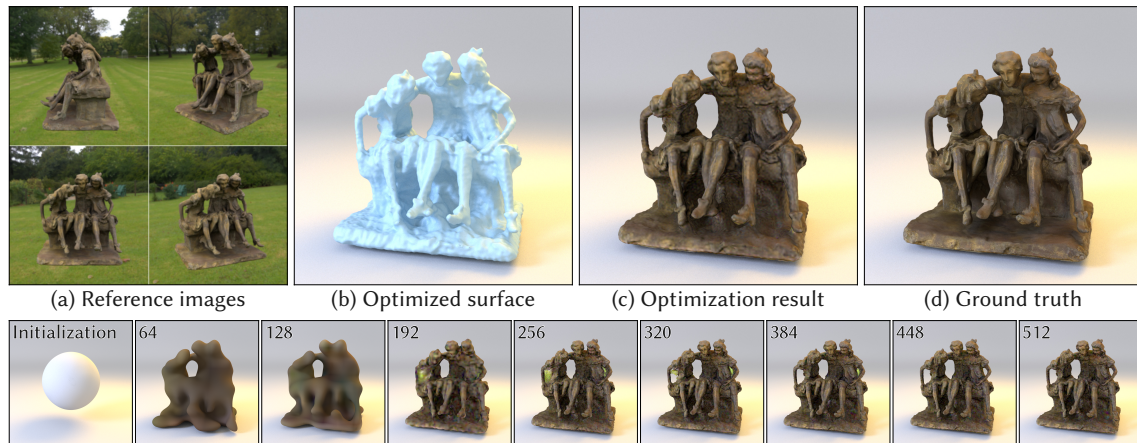 (a) Reference images
(b) Optimized surface
(c) Optimization result
(d) Ground truth
Initialization
64
128
192
256
320
384
448
512